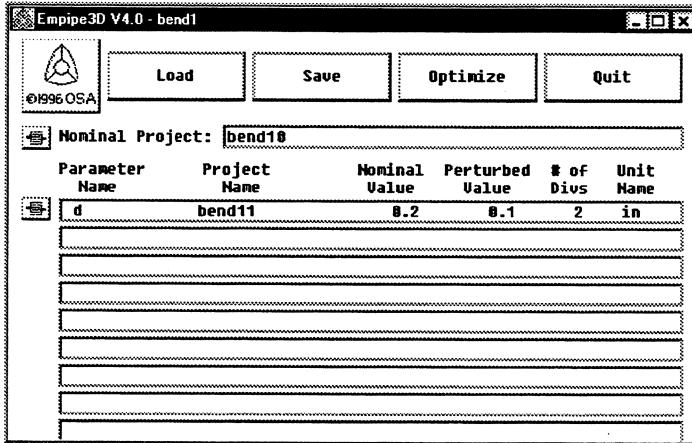 Empipe3D V4.0 - bend1
Load Save Optimize Quit
©1996 OSA
Nominal Project: bend10
Parameter Project Nominal Perturbed # of Unit
Name Name Value Value Divs Name
d bend11 0.2 0.1 2 in